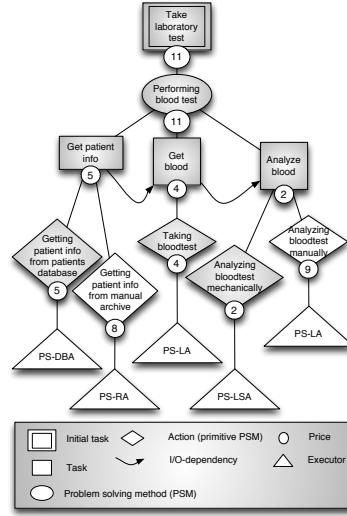 Take
laboratory
test
11
Performing
blood test
11
Get patient
info
5
Get
blood
4
Analyze
blood
2
Getting
patient info
from patients
database
5
Getting
patient info
from manual
archive
8
Taking
bloodtest
4
Analyzing
bloodtest
mechanically
2
Analyzing
bloodtest
manually
9
PS-DBA
PS-RA
PS-LA
PS-LSA
PS-LA
Initial task
Action (primitive PSM)
Price
Task
I/O-dependency
Executor
Problem solving method (PSM)